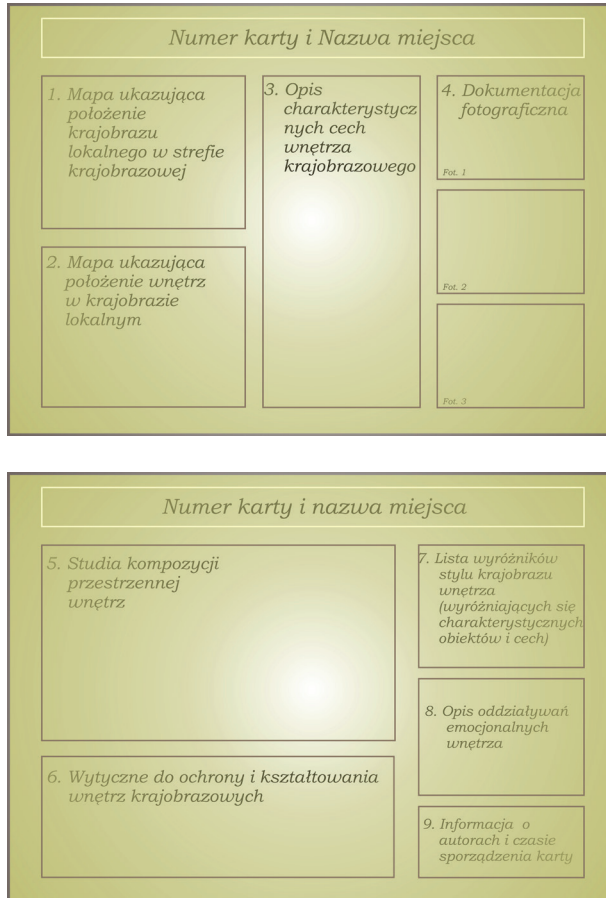 Numer karty i Nazwa miejsca
1. Mapa ukazująca
położenie
krajobrazu
lokalnego w strefie
krajobrazowej
2. Mapa ukazująca
położenie wnętrz
w krajobrazie
lokalnym
3. Opis
charakterystycz
nych cech
wnętrza
krajobrazowego
4. Dokumentacja
fotograficzna
Fot. 1
Fot. 2
Fot. 3
Numer karty i nazwa miejsca
5. Studia kompozycji
przestrzennej
wnętrz
6. Wytyczne do ochrony i kształtowania
wnętrz krajobrazowych
7. Lista wyróżników
stylu krajobrazu
wnętrza
(wyróżniających się
charakterystycznych
obiektów i cech)
8. Opis oddziaływań
emocjonalnych
wnętrza
9. Informacja o
autorach i czasie
sporządzenia karty